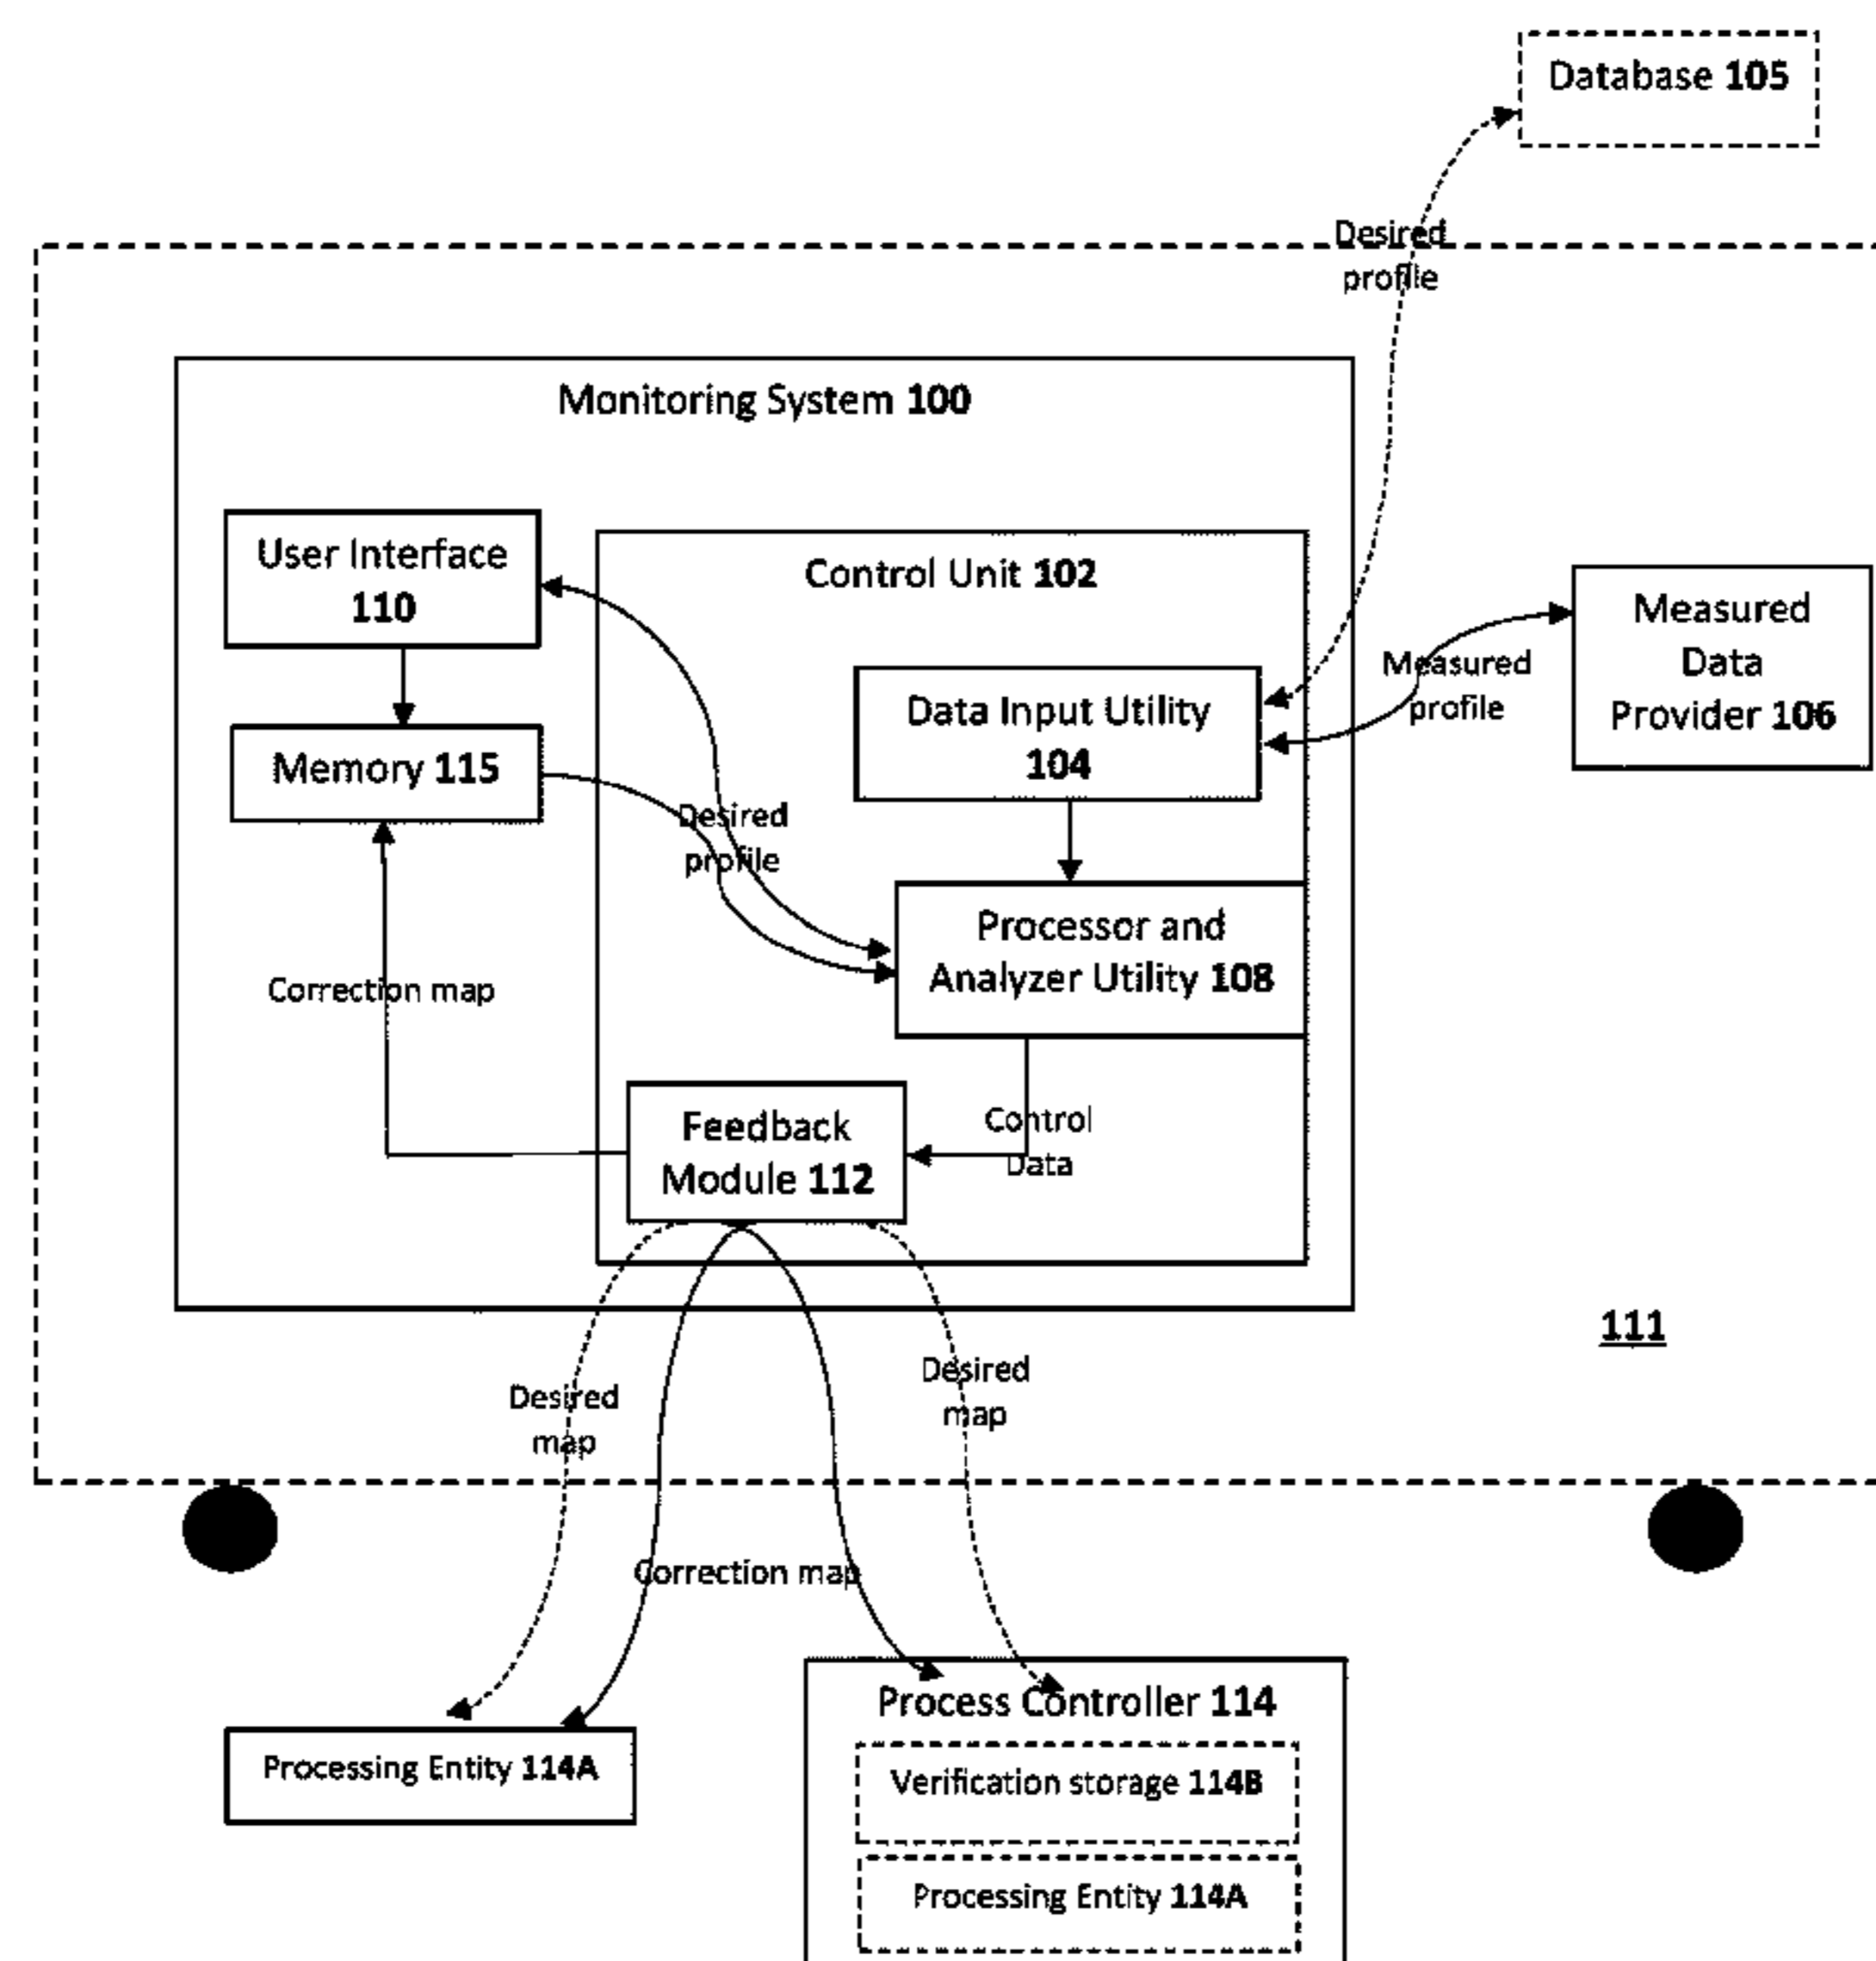 Database 105
Desired
profile
Monitoring System 100
User Interface
110
Control Unit 102
Measured
Data
Provider 106
Measured
profile
Data Input Utility
104
Memory 115
Desired
profile
Processor and
Analyzer Utility 108
Correction map
Feedback
Module 112
Control
Data
111
Desired
map
Desired
map
Correction map
Process Controller 114
Processing Entity 114A
Verification storage 114B
Processing Entity 114A